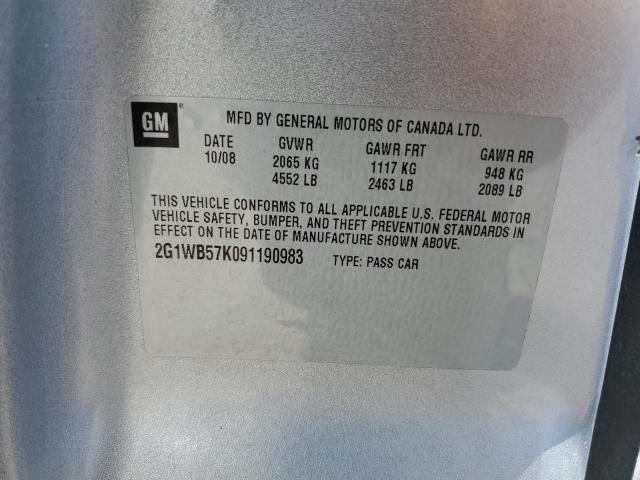 GM® MFD BY GENERAL MOTORS OF CANADA LTD.
DATE GVWR GAWR FRT GAWR RR
10/08 2065 KG 1117 KG 948 KG
4552 LB 2463 LB 2089 LB
THIS VEHICLE CONFORMS TO ALL APPLICABLE U.S. FEDERAL MOTOR
VEHICLE SAFETY, BUMPER, AND THEFT PREVENTION STANDARDS IN
EFFECT ON THE DATE OF MANUFACTURE SHOWN ABOVE.
2G1WB57K091190983 TYPE: PASS CAR